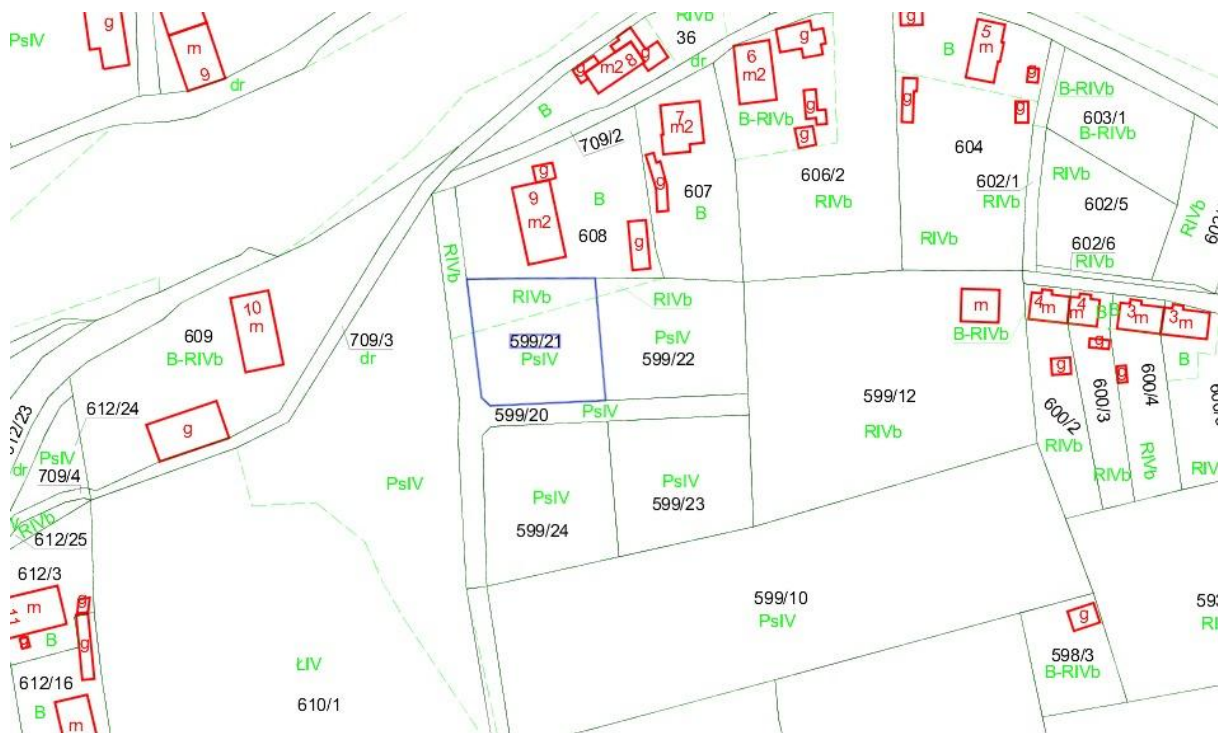 PsIV
g
m
9
dr
RIVb
36
dr
g
m2
8
g
B
709/2
7
m2
g
607
B
6
m2
g
B-RIVb
g
g
606/2
RIVb
g
B
5
m
g
g
g
604
RIVb
B-RIVb
603/1
B-RIVb
RIVb
602/1
RIVb
602/5
602/6
RIVb
RIVb
g
9
m2
B
608
g
RIVb
RIVb
599/21
PsIV
RIVb
PsIV
599/22
599/20
PsIV
10
m
609
B-RIVb
709/3
dr
g
612/24
PsIV
709/4
dr
RIVb
612/25
612/3
m
11
g
g
g
B
612/16
B
m
PsIV
ŁIV
610/1
PsIV
599/24
PsIV
599/23
m
B-RIVb
599/12
RIVb
4
m
4
m
B
B
3
m
3
m
g
g
g
B
600/2
RIVb
600/3
RIVb
600/4
RIVb
599/10
PsIV
g
598/3
B-RIVb